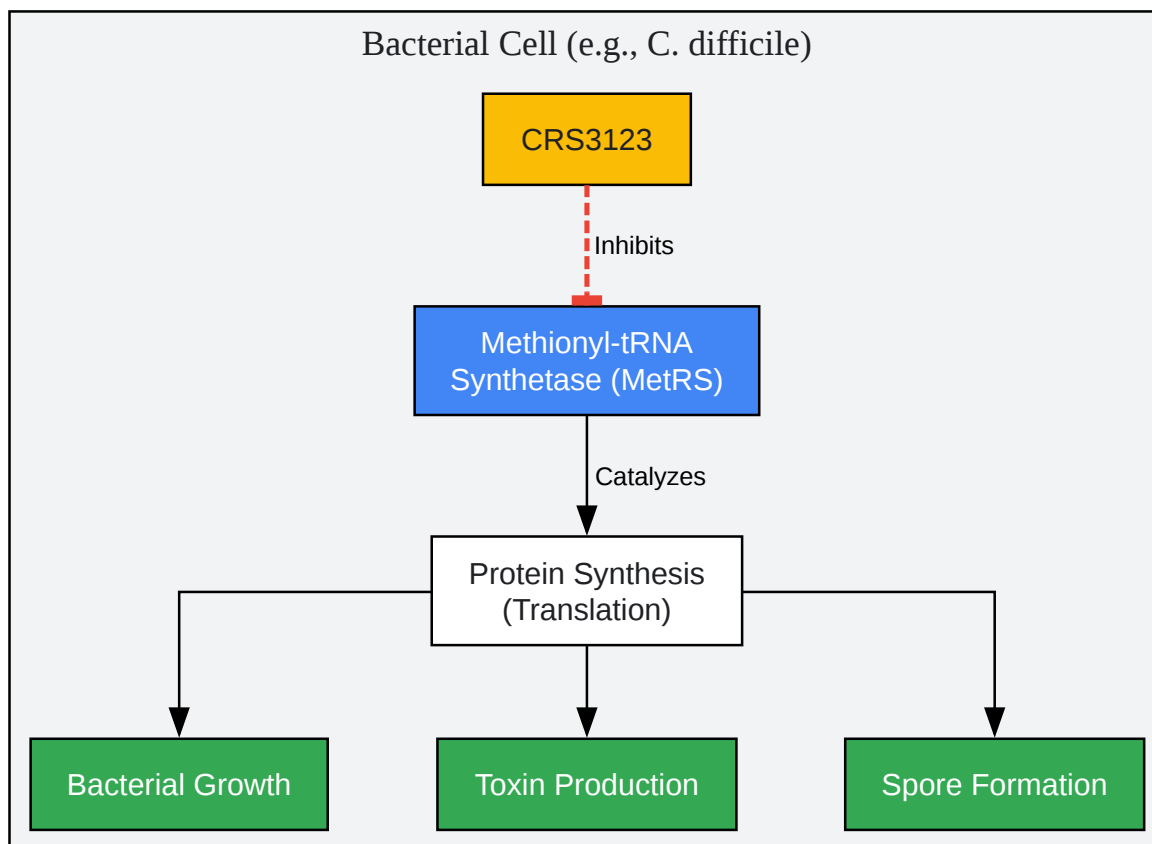 Bacterial Cell (e.g., C. difficile)
CRS3123
Inhibits
Methionyl-tRNA
Synthetase (MetRS)
Catalyzes
Protein Synthesis
(Translation)
Bacterial Growth
Toxin Production
Spore Formation